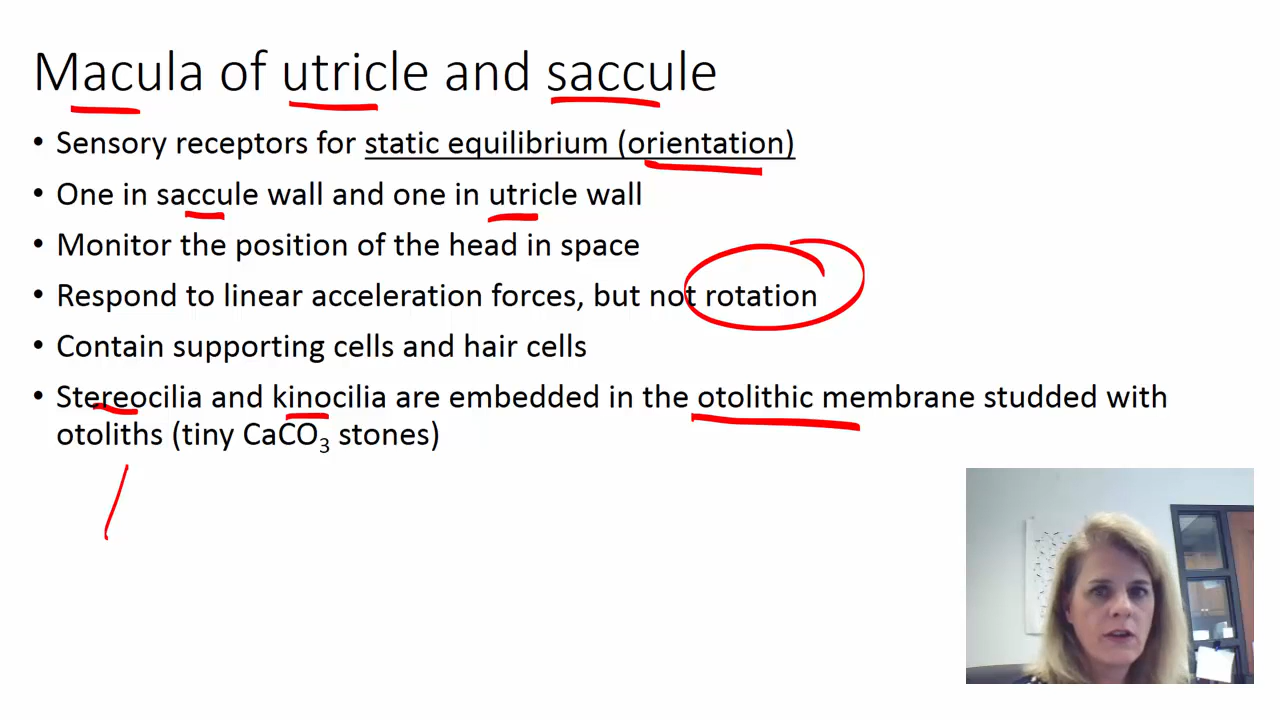 Macula of utricle and saccule
• Sensory receptors for static equilibrium (orientation)
• One in saccule wall and one in utricle wall
• Monitor the position of the head in space
• Respond to linear acceleration forces, but not rotation
• Contain supporting cells and hair cells
• Stereocilia and kinocilia are embedded in the otolithic membrane studded with
otoliths (tiny CaCO₃ stones)